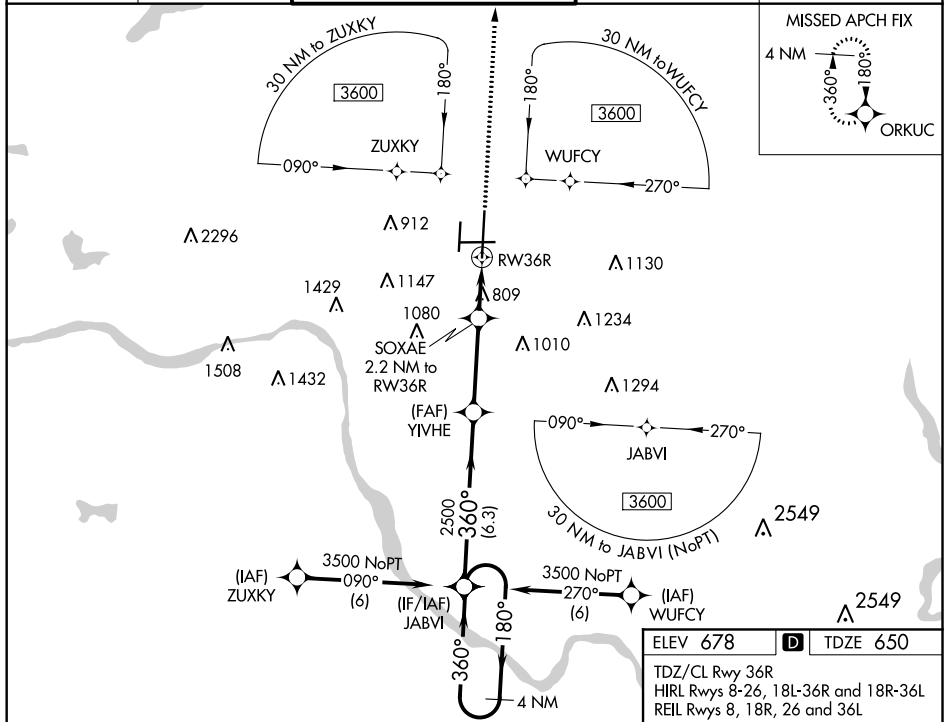 MISSED APCH FIX
4 NM
360°
180°
ORKUC
30 NM to ZUXKY
180°
3600
ZUXKY
090°
30 NM to WUFCY
180°
3600
WUFCY
270°
2296
912
RW36R
1130
1147
1429
809
1080
1234
SOXAE
2.2 NM to
RW36R
1010
1508
1432
1294
(FAF)
YIVHE
090°
270°
JABVI
3600
30 NM to JABVI (NoPT)
2500
360°
(6.3)
2549
(IAF)
ZUXKY
3500 NoPT
090°
(6)
(IF/IAF)
JABVI
3500 NoPT
270°
(6)
(IAF)
WUFCY
2549
360°
180°
4 NM
ELEV 678 D TDZE 650
TDZ/CL Rwy 36R
HIRL Rwys 8-26, 18L-36R and 18R-36L
REIL Rwys 8, 18R, 26 and 36L